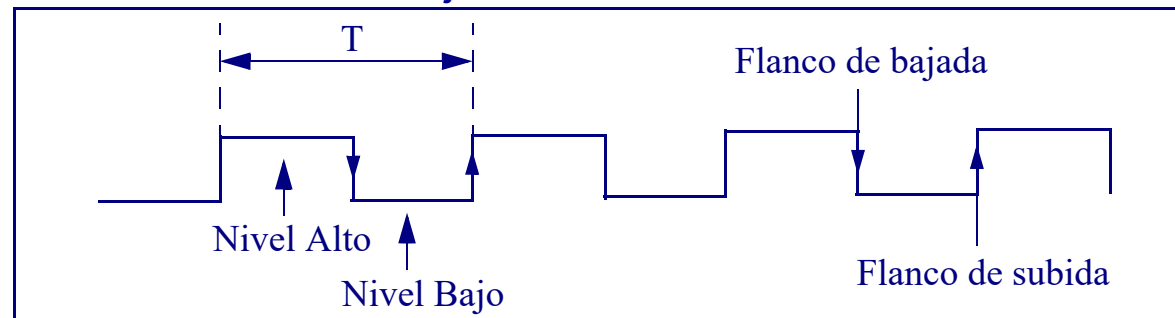 T
Flanco de bajada
Nivel Alto
Flanco de subida
Nivel Bajo